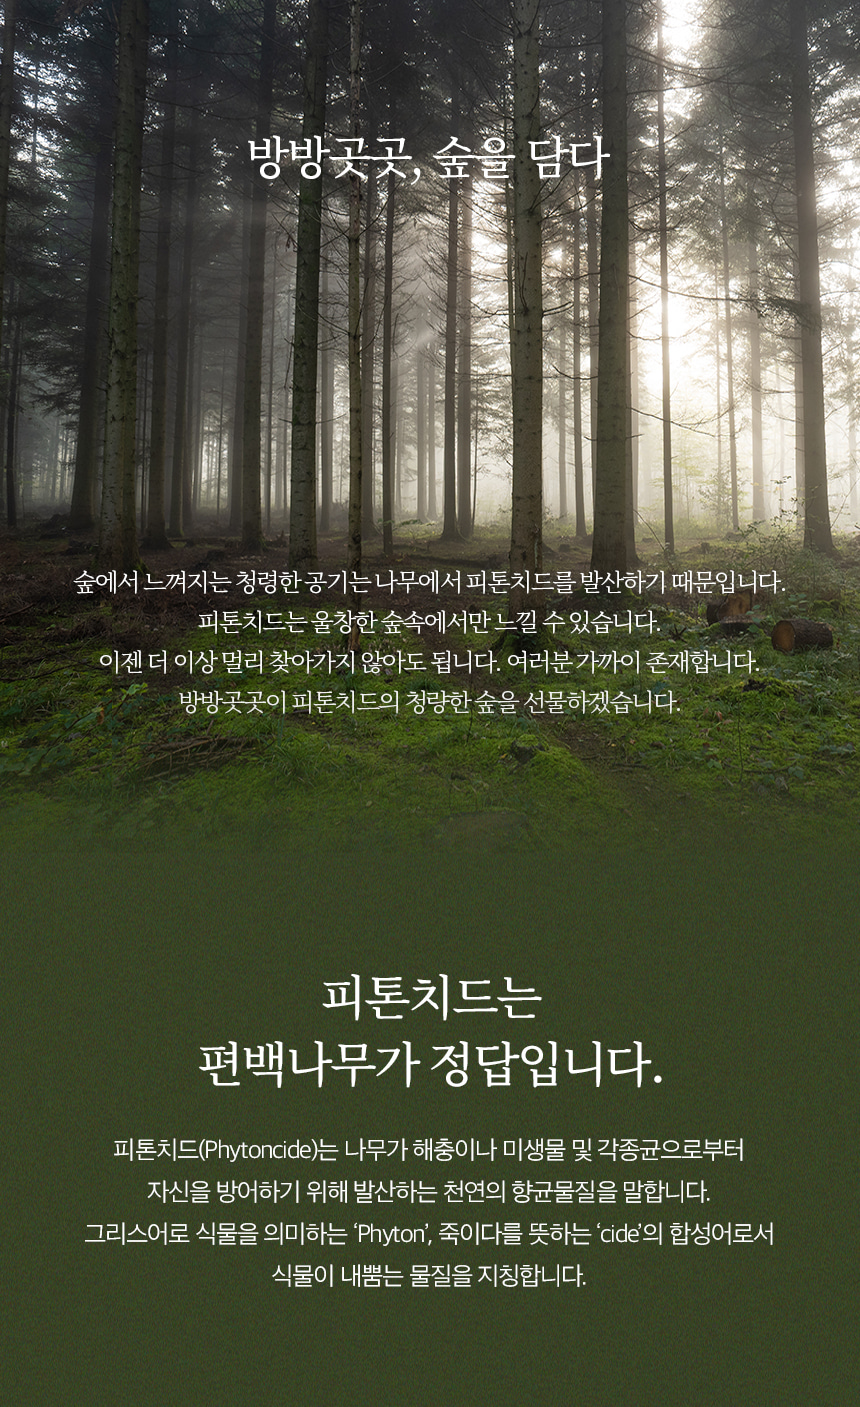 방방곳곳, 숲을 담다
숲에서 느껴지는 청령한 공기는 나무에서 피톤치드를 발산하기 때문입니다.
피톤치드는 울창한 숲속에서만 느낄 수 있습니다.
이젠 더 이상 멀리 찾아가지 않아도 됩니다. 여러분 가까이 존재합니다.
방방곳곳이 피톤치드의 청량한 숲을 선물하겠습니다.
피톤치드는
편백나무가 정답입니다.
피톤치드(Phytoncide)는 나무가 해충이나 미생물 및 각종균으로부터
자신을 방어하기 위해 발산하는 천연의 향균물질을 말합니다.
그리스어로 식물을 의미하는 ‘Phyton’, 죽이다를 뜻하는 ‘cide’의 합성어로서
식물이 내뿜는 물질을 지칭합니다.